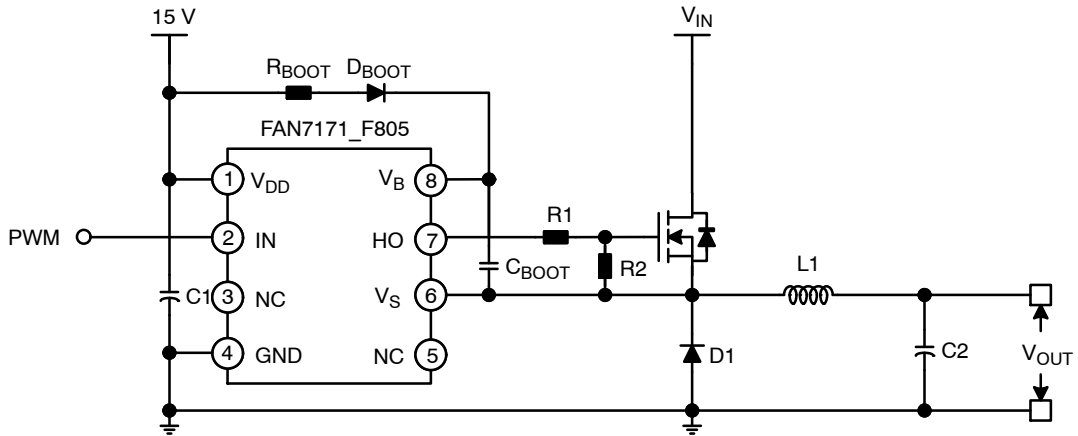 15 V
V_IN
R_BOOT D_BOOT
FAN7171_F805
1 V_DD V_B 8
PWM 2 IN HO 7 R1
R2
C_BOOT
L1
C1 3 NC V_S 6
4 GND NC 5
D1 C2 V_OUT